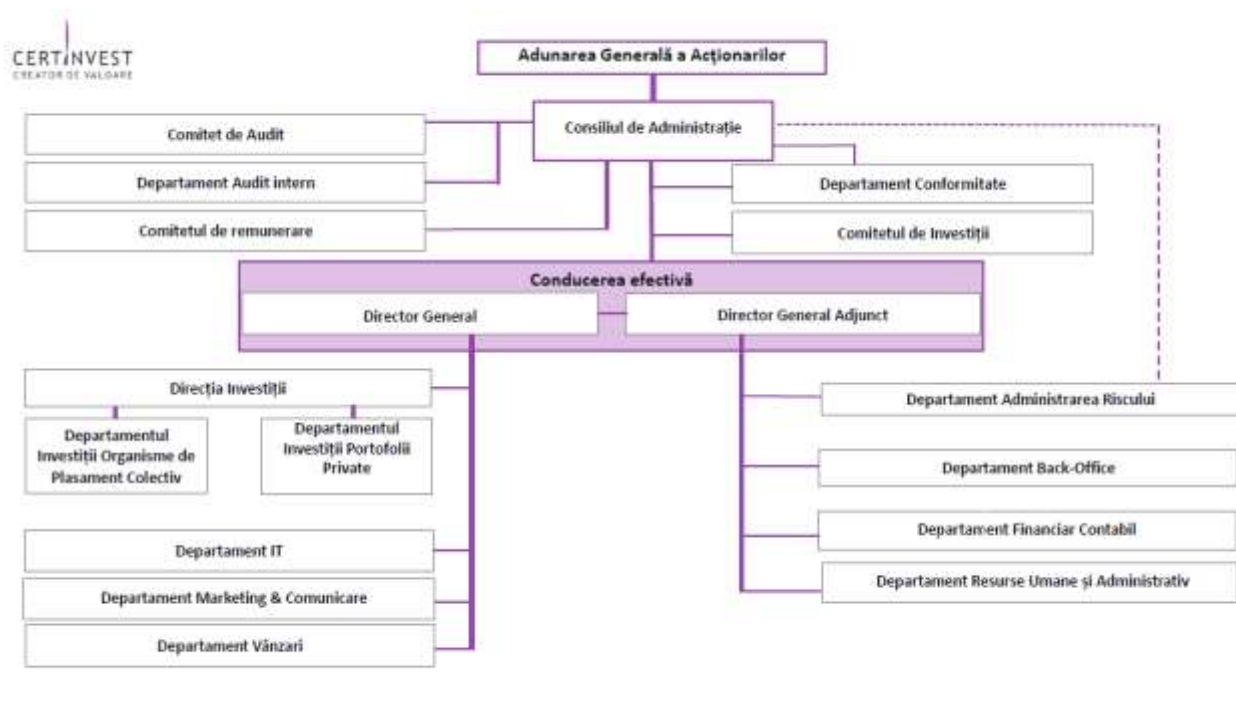 CERTINVEST
CREATOR DE VALOARE
Adunarea Generală a Acționarilor
Consiliul de Administrație
Comitet de Audit
Departament Audit intern
Comitetul de remunerare
Departament Conformitate
Comitetul de Investiții
Conducerea efectivă
Director General
Director General Adjunct
Direcția Investiții
Departamentul
Investiții Organisme de
Plasament Colectiv
Departamentul
Investiții Portofolii
Private
Departament IT
Departament Marketing & Comunicare
Departament Vânzari
Departament Administrarea Riscului
Departament Back-Office
Departament Financiar Contabil
Departament Resurse Umane și Administrativ